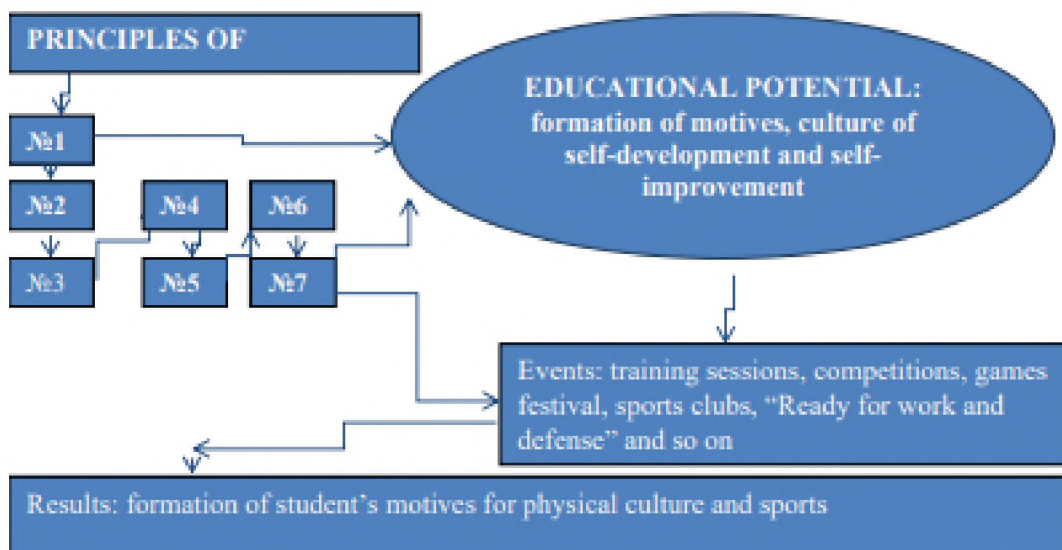 PRINCIPLES OF
EDUCATIONAL POTENTIAL:
formation of motives, culture of
self-development and self-
improvement
№1
№2
№4
№6
№3
№5
№7
Events: training sessions, competitions, games
festival, sports clubs, “Ready for work and
defense” and so on
Results: formation of student’s motives for physical culture and sports